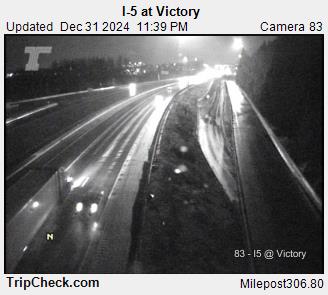 I-5 at Victory
Updated Dec 31 2024 11:39 PM Camera 83
T
N
83 - I5 @ Victory
TripCheck.com Milepost306.80